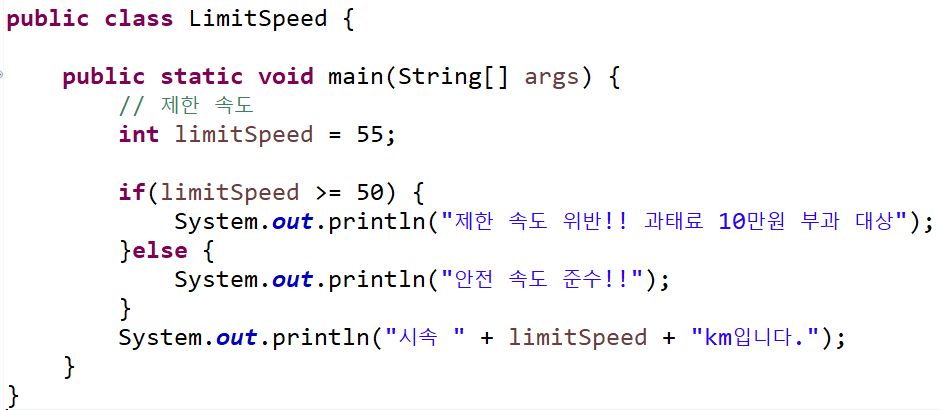 public class LimitSpeed {
public static void main(String[] args) {
// 제한 속도
int limitSpeed = 55;
if(limitSpeed >= 50) {
System.out.println("제한 속도 위반!! 과태료 10만원 부과 대상");
}else {
System.out.println("안전 속도 준수!!");
}
System.out.println("시속 " + limitSpeed + "km입니다.");
}
}